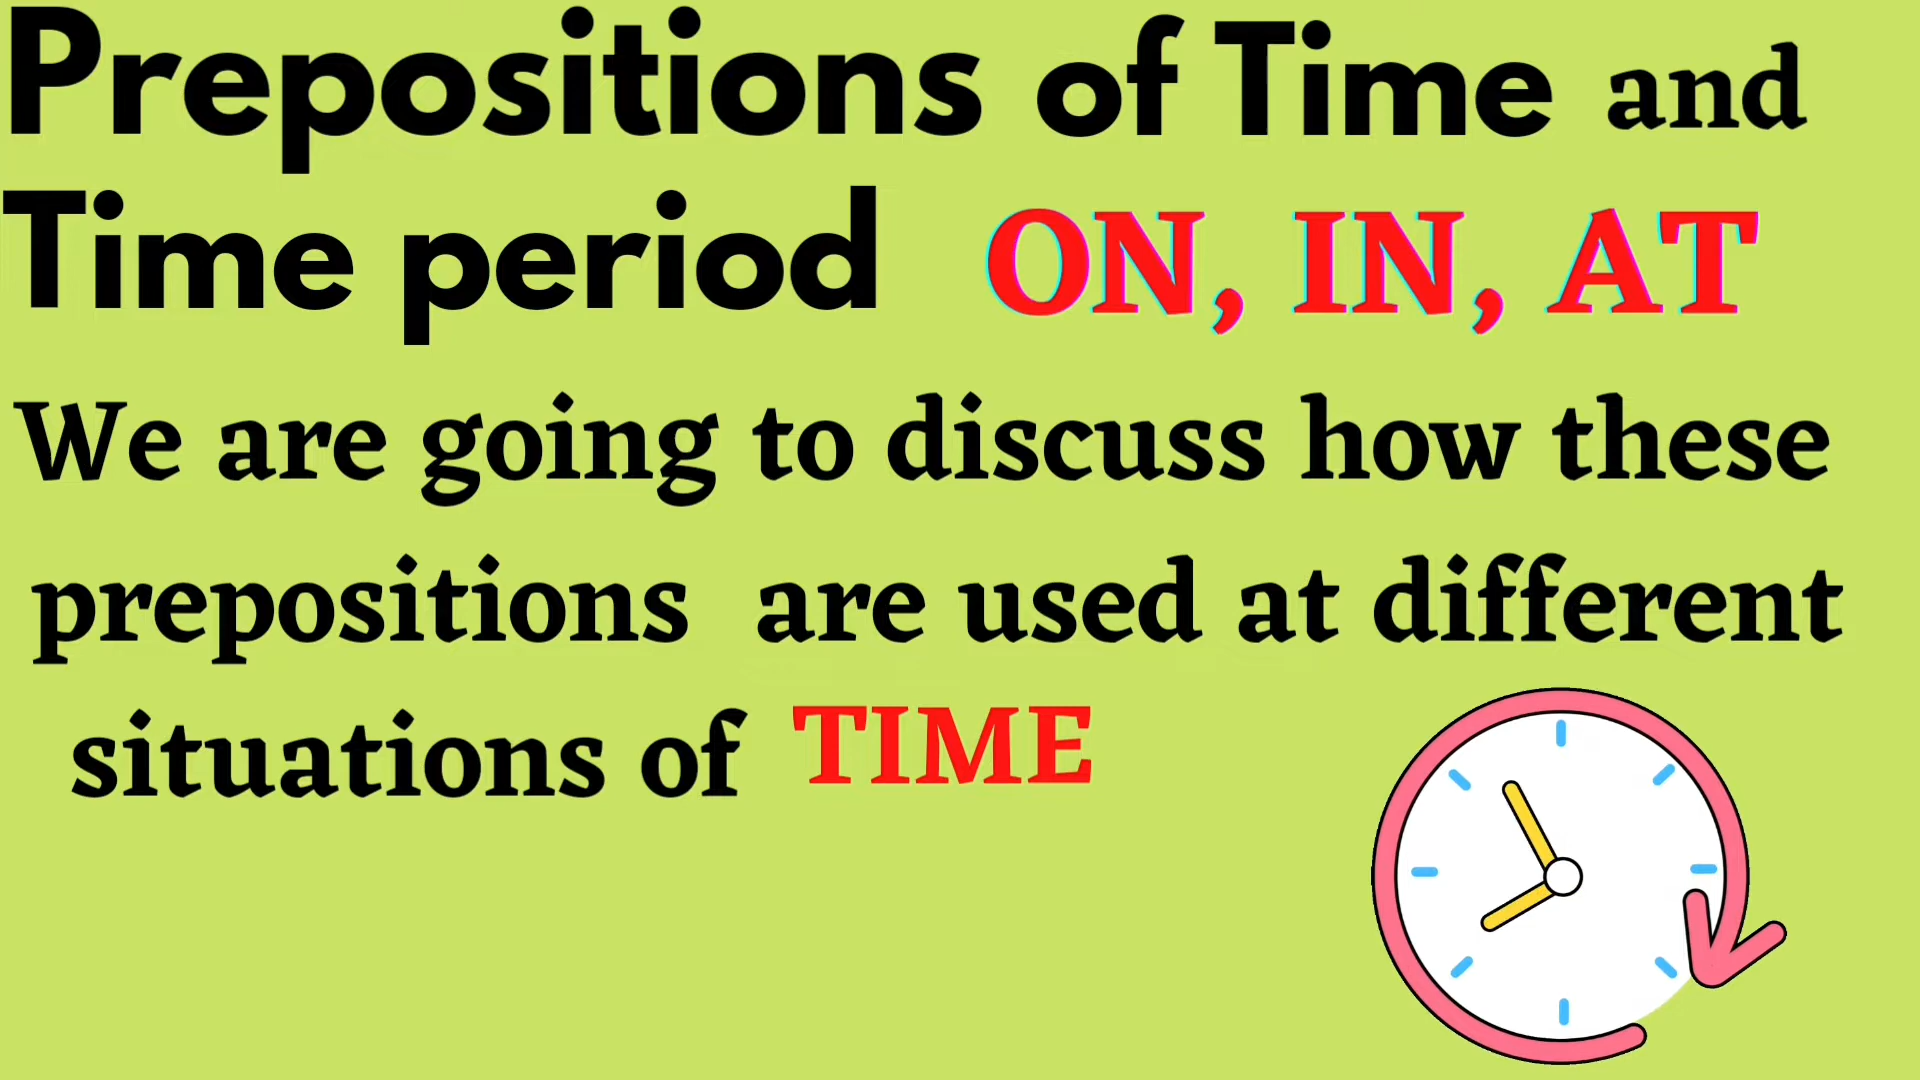 Prepositions of Time and
Time period ON, IN, AT
We are going to discuss how these
prepositions are used at different
situations of TIME